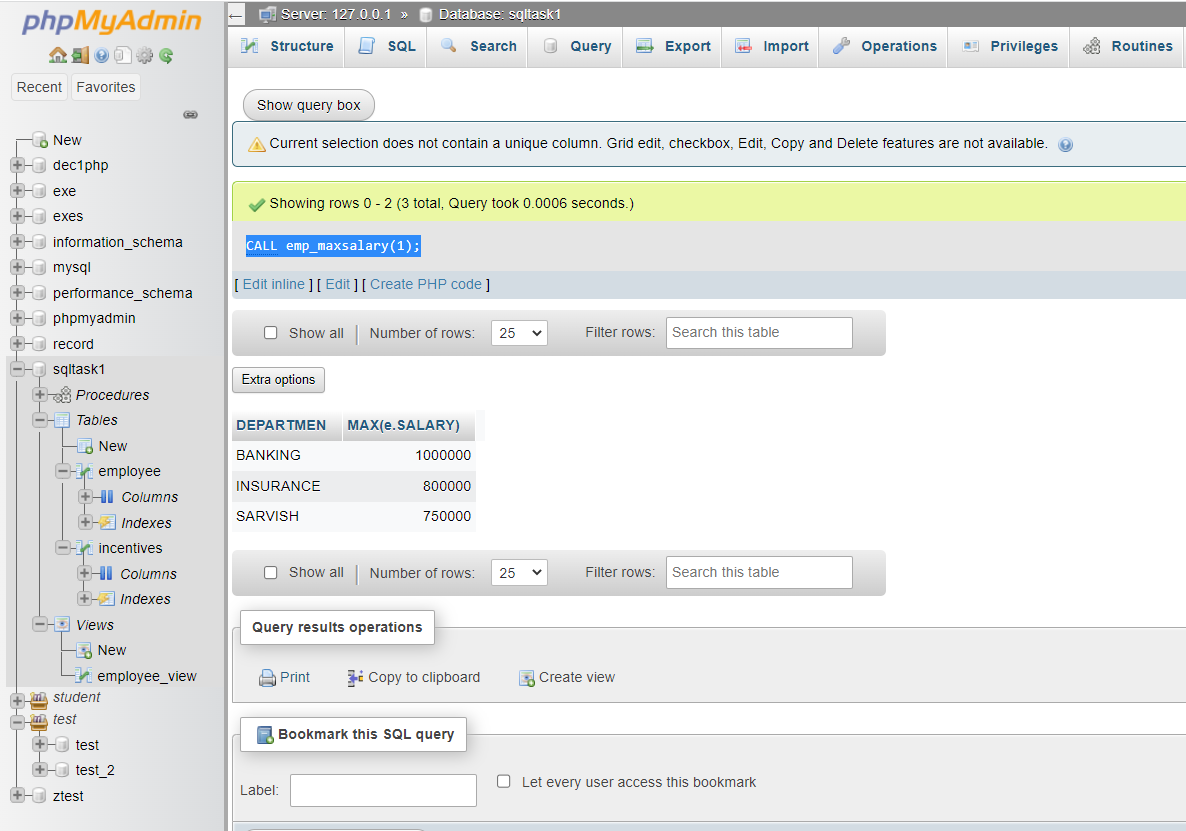 phpMyAdmin
Recent Favorites
New
dec1php
exe
exes
information_schema
mysql
performance_schema
phpmyadmin
record
sqltask1
Procedures
Tables
New
employee
Columns
Indexes
incentives
Columns
Indexes
Views
New
employee_view
student
test
test
test_2
ztest
Server: 127.0.0.1 » Database: sqltask1
Structure SQL Search Query Export Import Operations Privileges Routines
Show query box
Current selection does not contain a unique column. Grid edit, checkbox, Edit, Copy and Delete features are not available.
Showing rows 0 - 2 (3 total, Query took 0.0006 seconds.)
CALL emp_maxsalary(1);
[ Edit inline ] [ Edit ] [ Create PHP code ]
Show all | Number of rows: 25 Filter rows: Search this table
Extra options
DEPARTMEN MAX(e.SALARY)
BANKING 1000000
INSURANCE 800000
SARVISH 750000
Show all | Number of rows: 25 Filter rows: Search this table
Query results operations
Print Copy to clipboard Create view
Bookmark this SQL query
Label: Let every user access this bookmark